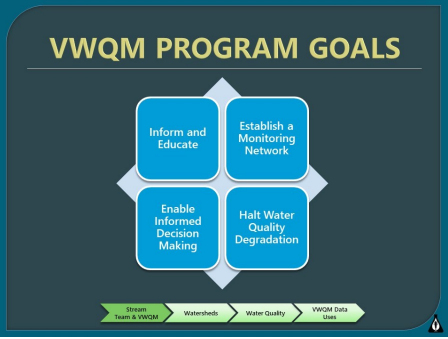 VWQM PROGRAM GOALS
Inform and
Educate
Establish a
Monitoring
Network
Enable
Informed
Decision
Making
Halt Water
Quality
Degradation
Stream
Team & VWQM
Watersheds
Water Quality
VWQM Data
Uses